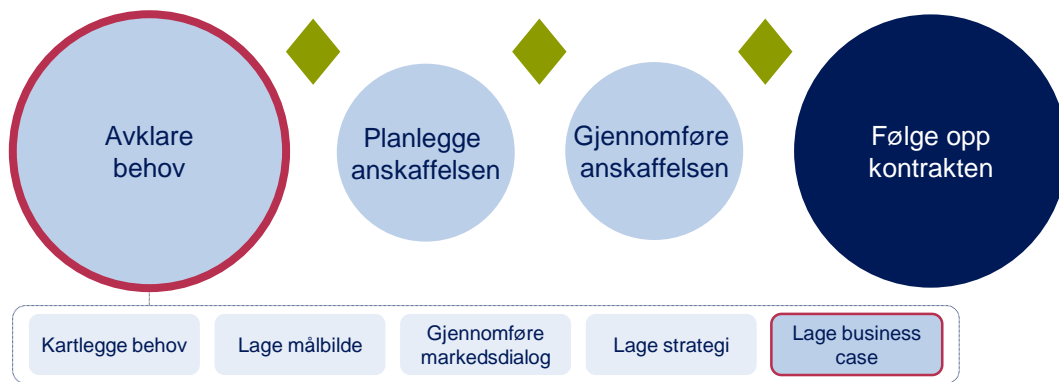 Avklare
behov
Planlegge
anskaffelsen
Gjennomføre
anskaffelsen
Følge opp
kontrakten
Kartlegge behov
Lage målbilde
Gjennomføre
markedsdialog
Lage strategi
Lage business
case